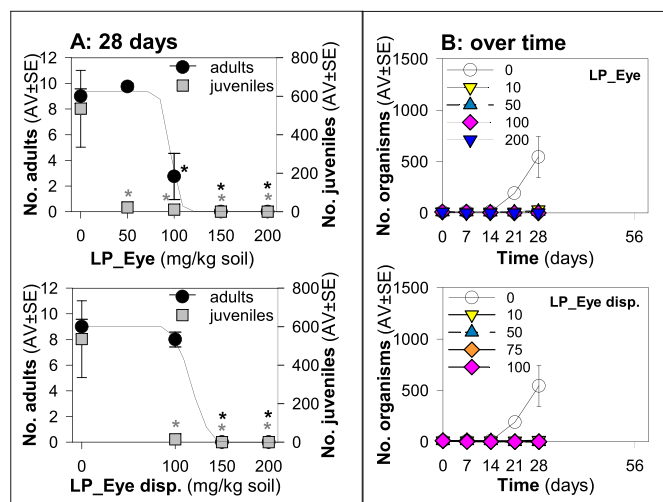 A: 28 days
No. adults (AV±SE)
12
10
8
6
4
2
0
adults
juveniles
800
600
400
200
0
No. juveniles (AV±SE)
*
*
*
*
*
*
*
0 50 100 150 200
LP_Eye (mg/kg soil)
No. adults (AV±SE)
12
10
8
6
4
2
0
adults
juveniles
800
600
400
200
0
No. juveniles (AV±SE)
*
*
*
*
*
0 100 150 200
LP_Eye disp. (mg/kg soil)
B: over time
No. organisms (AV±SE)
1500
1000
500
0
0
10
50
100
200
LP_Eye
0 7 14 21 28 56
Time (days)
No. organisms (AV±SE)
1500
1000
500
0
0
10
50
75
100
LP_Eye disp.
0 7 14 21 28 56
Time (days)